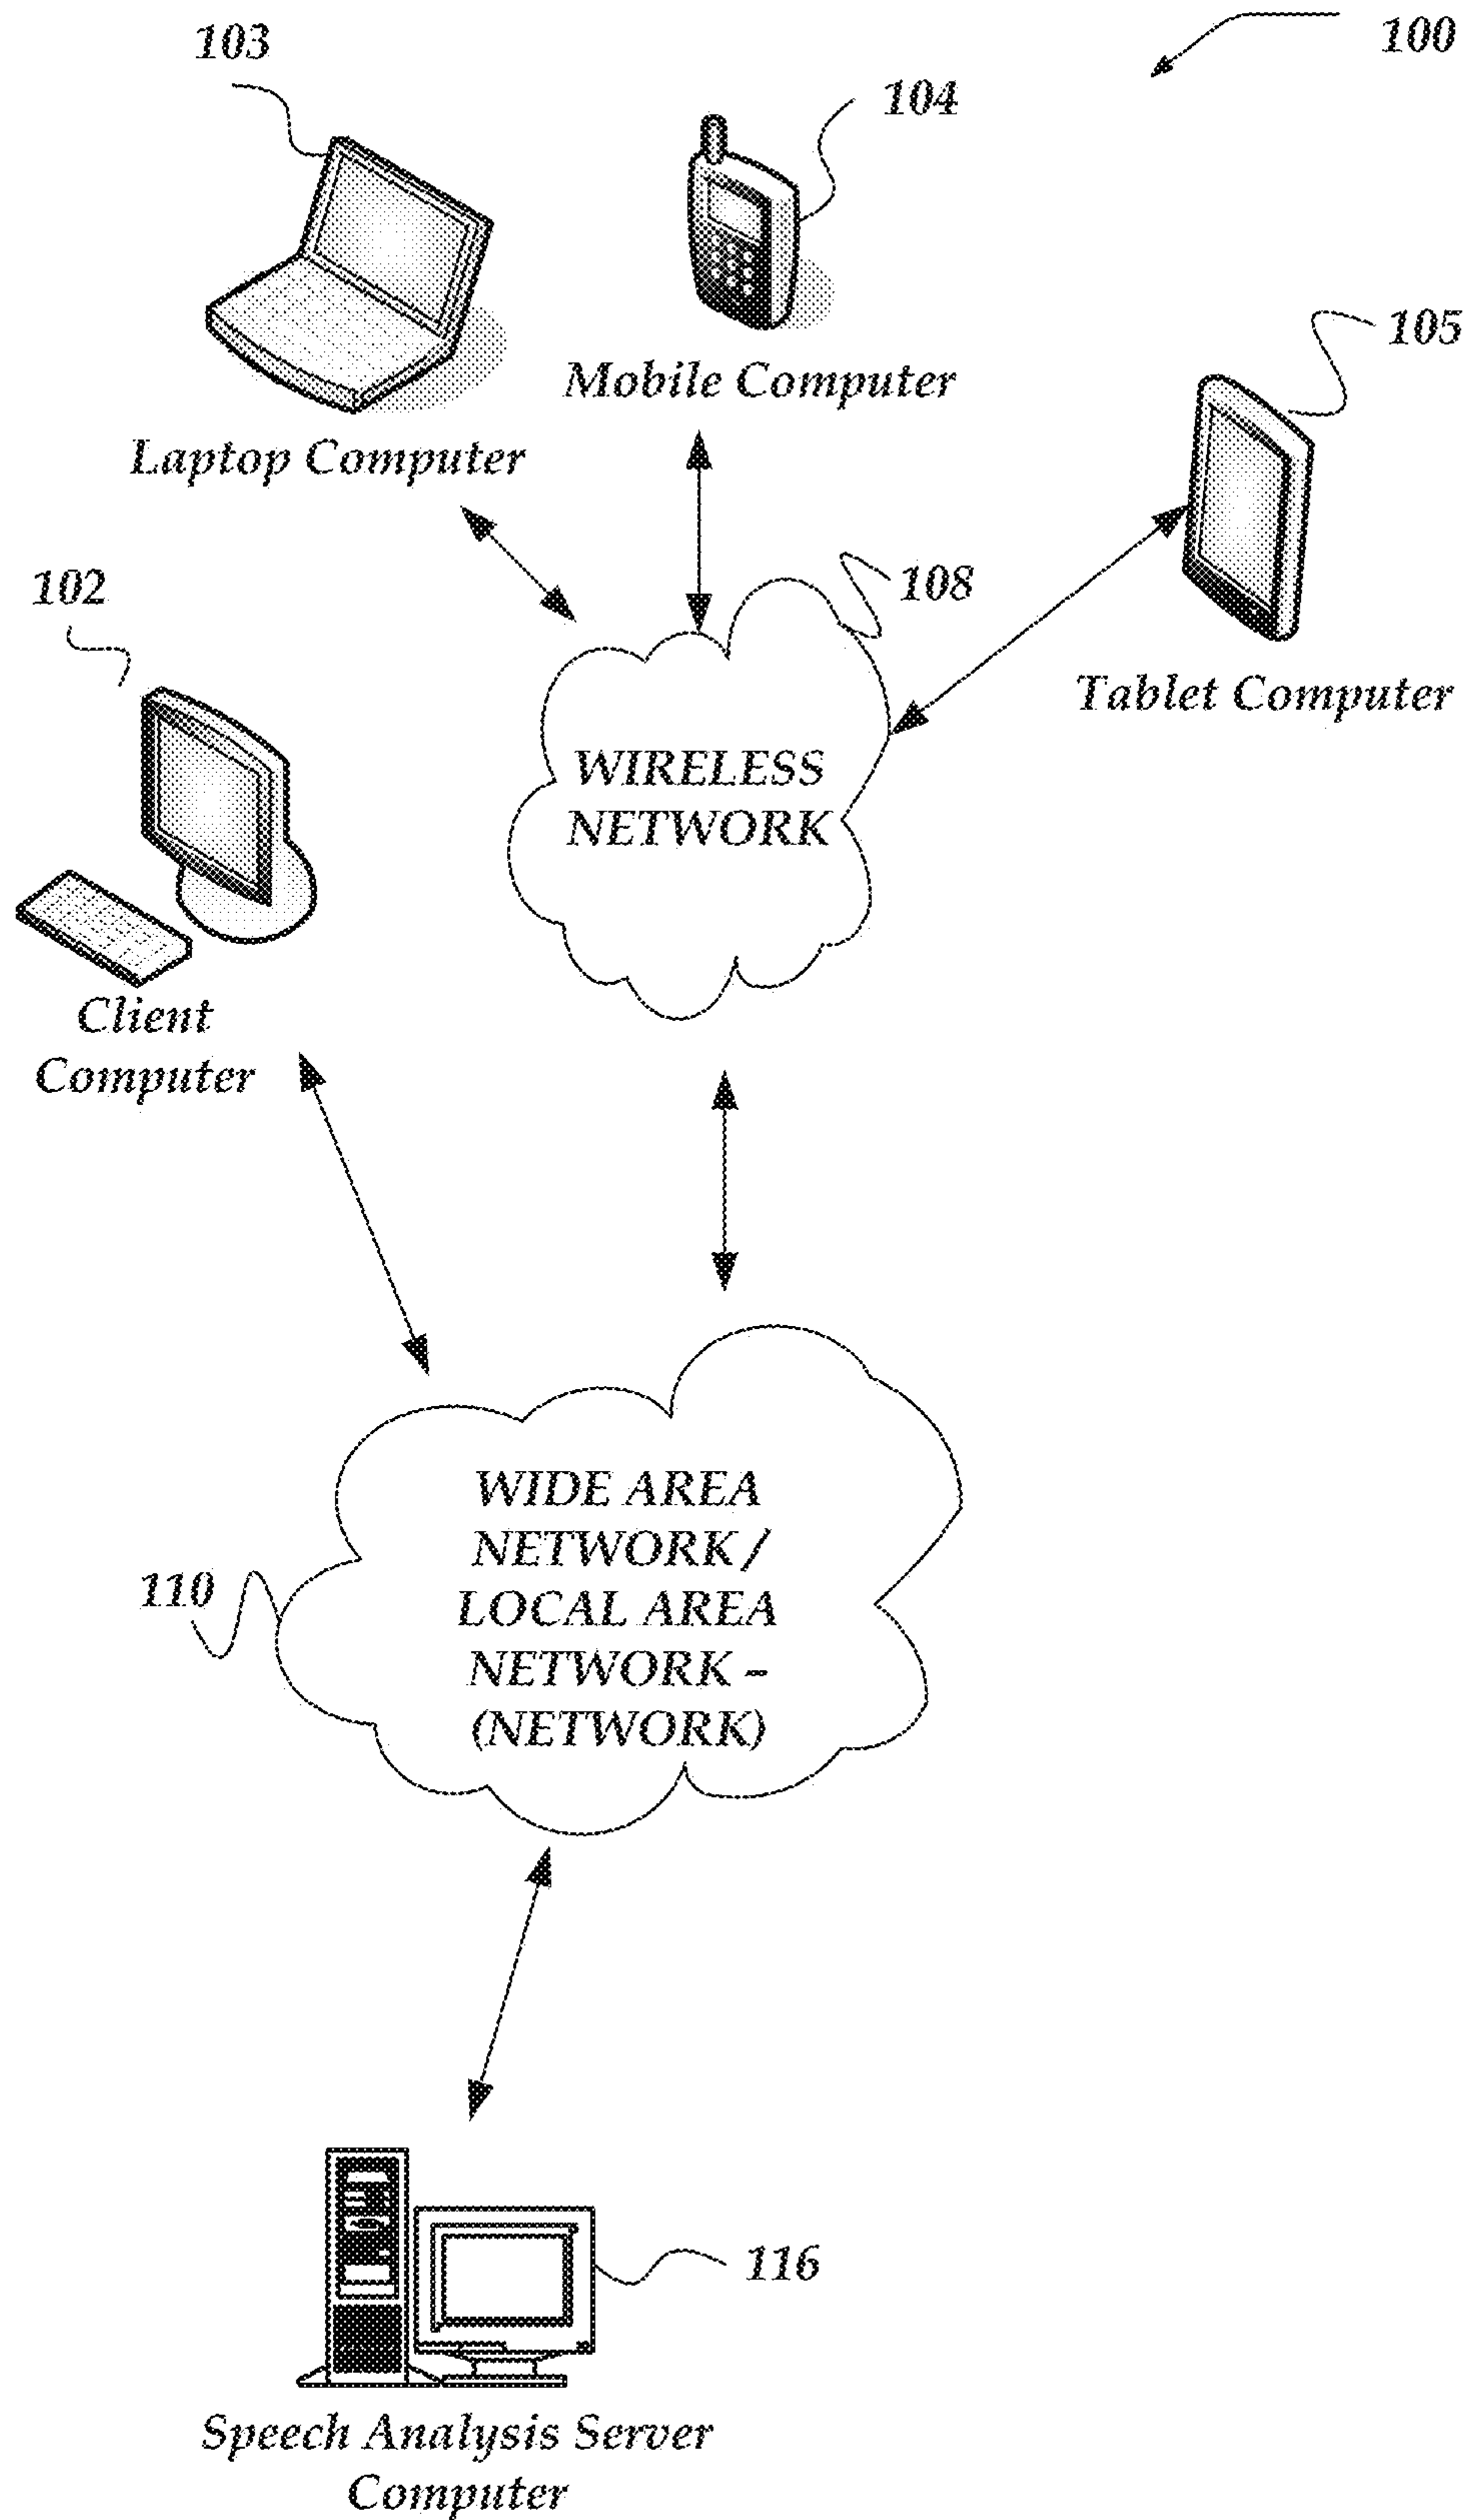 103
100
104
105
Mobile Computer
Laptop Computer
102
108
Tablet Computer
WIRELESS
NETWORK
Client
Computer
WIDE AREA
NETWORK /
LOCAL AREA
NETWORK –
(NETWORK)
110
116
Speech Analysis Server
Computer